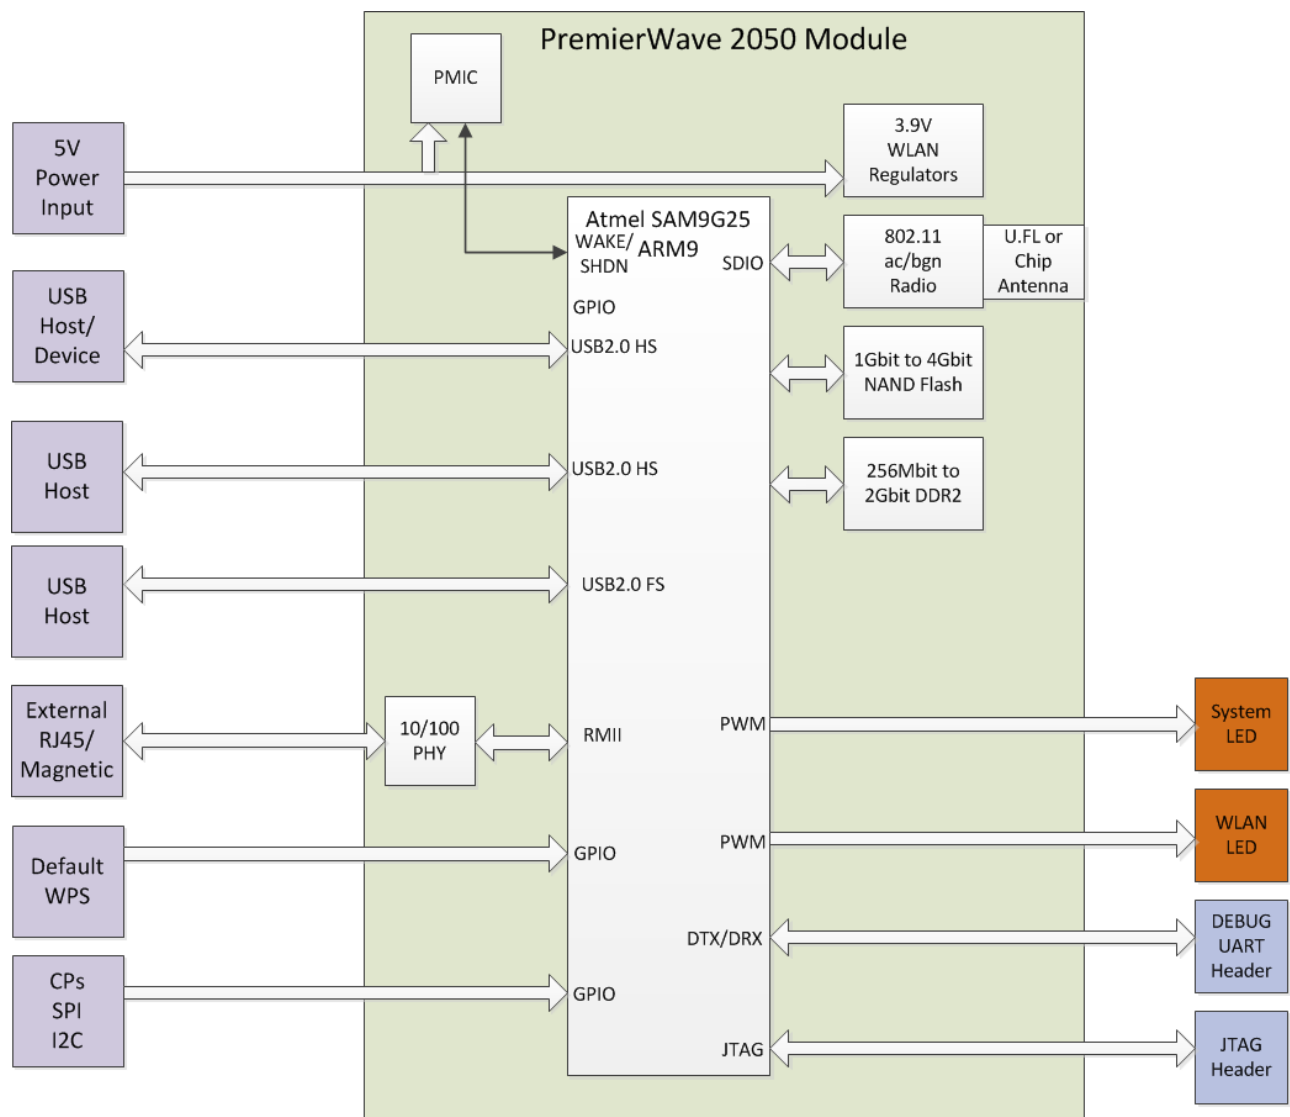 PremierWave 2050 Module
PMIC
5V
Power
Input
3.9V
WLAN
Regulators
Atmel SAM9G25
ARM9
WAKE/
SHDN
SDIO
802.11
ac/bgn
Radio
U.FL or
Chip
Antenna
GPIO
USB
Host/
Device
USB2.0 HS
1Gbit to 4Gbit
NAND Flash
USB
Host
USB2.0 HS
256Mbit to
2Gbit DDR2
USB
Host
USB2.0 FS
External
RJ45/
Magnetic
10/100
PHY
RMII
PWM
System
LED
Default
WPS
GPIO
PWM
WLAN
LED
DTX/DRX
DEBUG
UART
Header
CPs
SPI
I2C
GPIO
JTAG
JTAG
Header